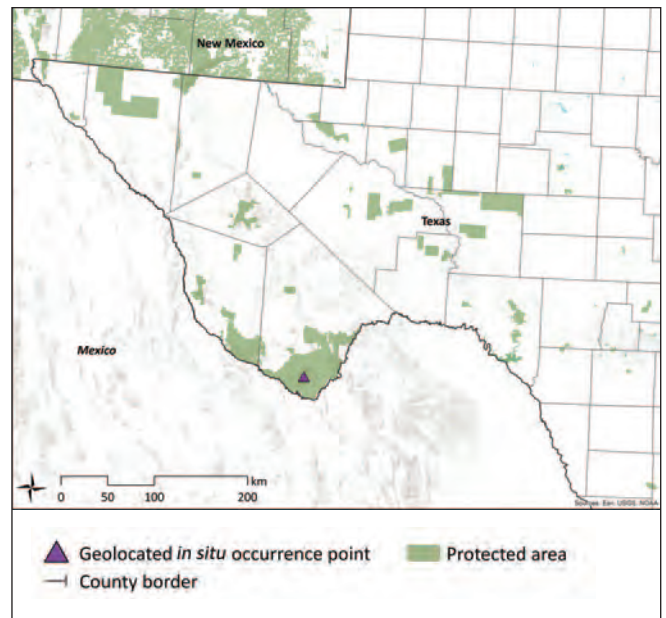 New Mexico
Texas
Mexico
km
0 50 100 200
Sources: Esri, USGS, NOAA
Geolocated in situ occurrence point
Protected area
County border